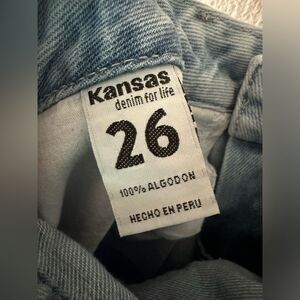 Kansas
denim for life
26
100% ALGODON
HECHO EN PERU